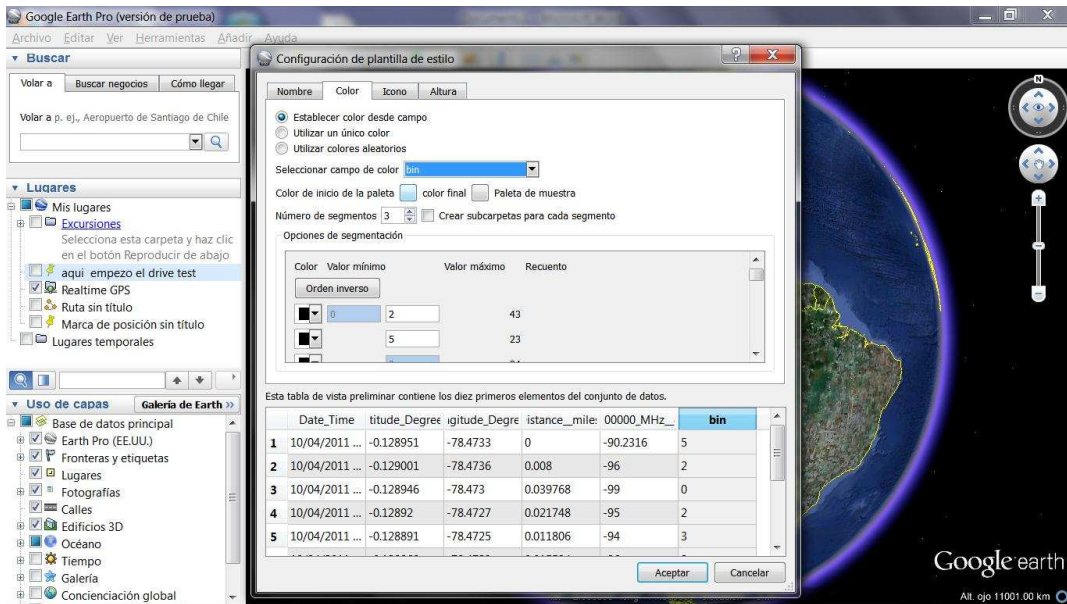 Google Earth Pro (versión de prueba)
Archivo Editar Ver Herramientas Añadir Ayuda
Buscar
Volar a
Buscar negocios
Cómo llegar
Volar a p. ej., Aeropuerto de Santiago de Chile
Lugares
Mis lugares
Excursiones
Selecciona esta carpeta y haz clic
en el botón Reproducir de abajo
aqui empezo el drive test
Realtime GPS
Ruta sin título
Marca de posición sin título
Lugares temporales
Uso de capas
Galería de Earth »
Base de datos principal
Earth Pro (EE.UU.)
Fronteras y etiquetas
Lugares
Fotografías
Calles
Edificios 3D
Océano
Tiempo
Galería
Concienciación global
Configuración de plantilla de estilo
Nombre Color Icono Altura
Establecer color desde campo
Utilizar un único color
Utilizar colores aleatorios
Seleccionar campo de color bin
Color de inicio de la paleta color final Paleta de muestra
Número de segmentos 3 Crear subcarpetas para cada segmento
Opciones de segmentación
Color Valor mínimo Valor máximo Recuento
Orden inverso
0 2 43
5 23
Esta tabla de vista preliminar contiene los diez primeros elementos del conjunto de datos.
Date_Time titude_Degree gitude_Degre istance__mile 00000_MHz__ bin
1 10/04/2011 ... -0.128951 -78.4733 0 -90.2316 5
2 10/04/2011 ... -0.129001 -78.4736 0.008 -96 2
3 10/04/2011 ... -0.128946 -78.473 0.039768 -99 0
4 10/04/2011 ... -0.12892 -78.4727 0.021748 -95 2
5 10/04/2011 ... -0.128891 -78.4725 0.011806 -94 3
Aceptar Cancelar
N
Google earth
Alt. ojo 11001.00 km